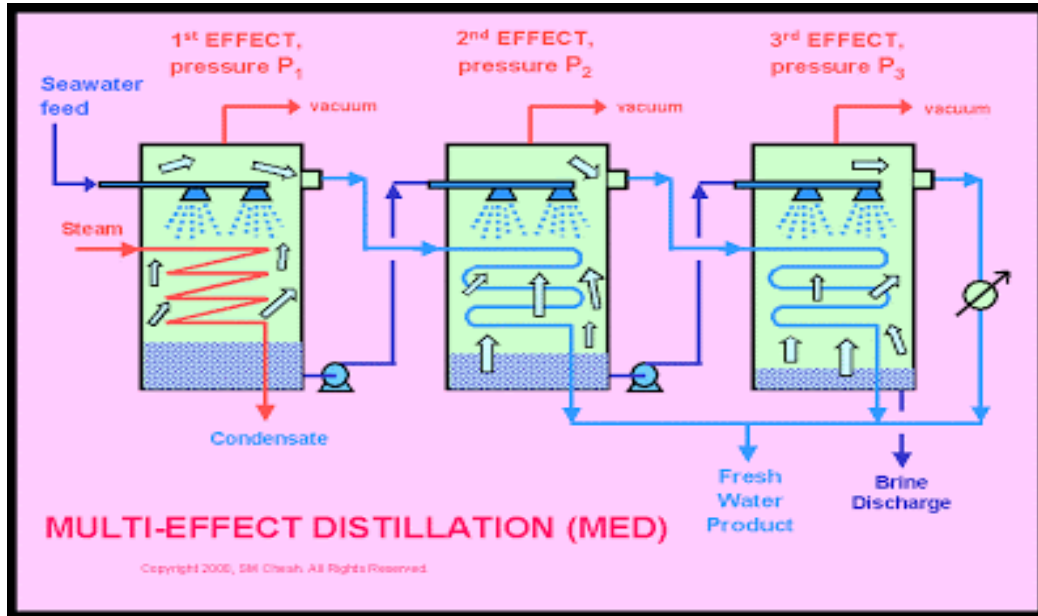 1st EFFECT,
pressure P1
2nd EFFECT,
pressure P2
3rd EFFECT,
pressure P3
Seawater
feed
vacuum
vacuum
vacuum
Steam
Condensate
Fresh
Water
Product
Brine
Discharge
MULTI-EFFECT DISTILLATION (MED)
Copyright 2000, SM Cheah. All Rights Reserved.